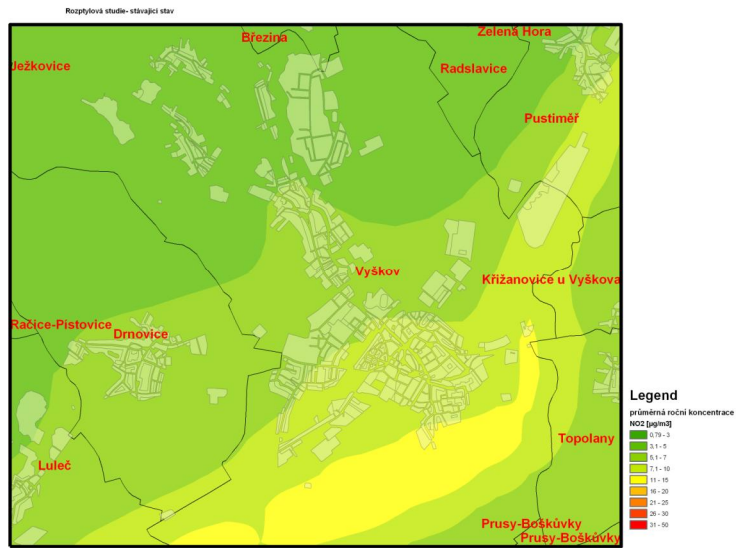 Rozptylová studie- stávající stav
Březina
Zelená Hora
Ježkovice
Radslavice
Pustiměř
Vyškov
Křižanovice u Vyškova
Račice-Pístovice
Drnovice
Topolany
Luleč
Prusy-Boškůvky
Prusy-Boškůvky
Legend
průměrná roční koncentrace
NO2 [µg/m3]
0,79 - 3
3,1 - 5
5,1 - 7
7,1 - 10
11 - 15
16 - 20
21 - 25
26 - 30
31 - 50